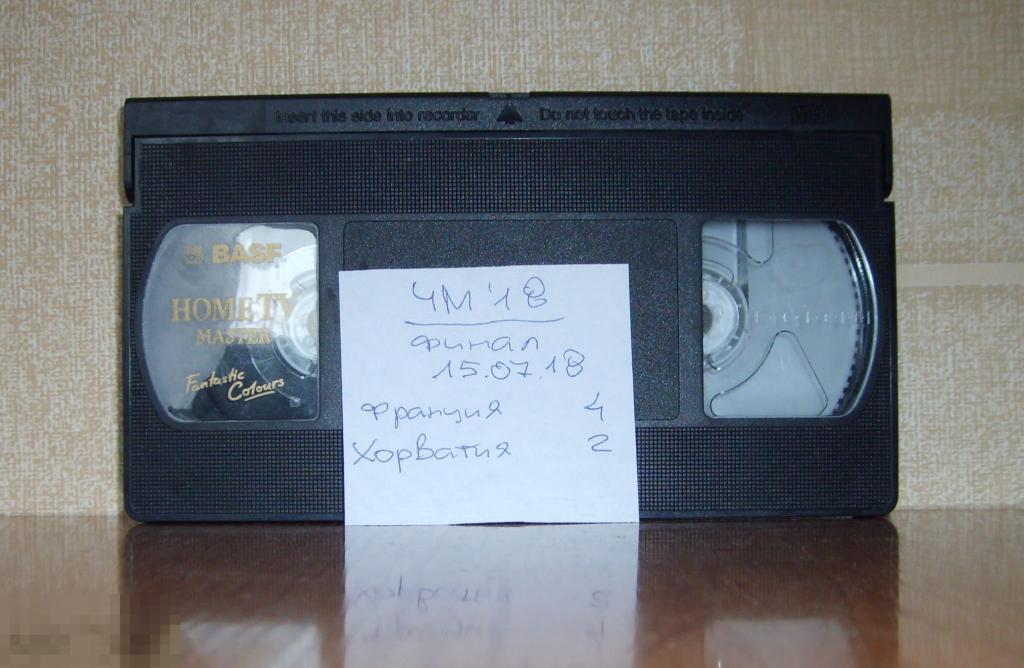 Insert this side into recorder Do not touch the tape inside VHS
BASF
HOME TV
MASTER
Fantastic
Colours
ЧМ '18
финал
15.07.18
Франция 4
Хорватия 2